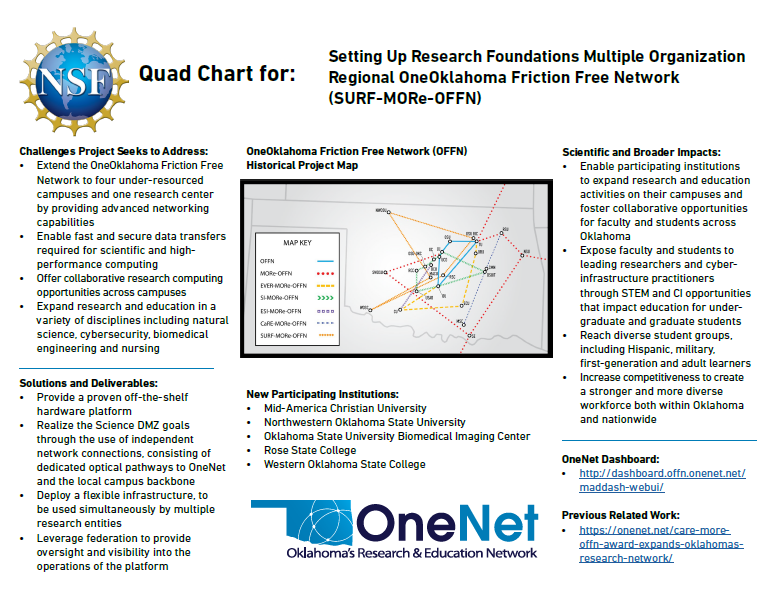 NSF
Quad Chart for:
Setting Up Research Foundations Multiple Organization
Regional OneOklahoma Friction Free Network
(SURF-MORe-OFFN)
Challenges Project Seeks to Address:
• Extend the OneOklahoma Friction Free
Network to four under-resourced
campuses and one research center
by providing advanced networking
capabilities
• Enable fast and secure data transfers
required for scientific and high-
performance computing
• Offer collaborative research computing
opportunities across campuses
• Expand research and education in a
variety of disciplines including natural
science, cybersecurity, biomedical
engineering and nursing
Solutions and Deliverables:
• Provide a proven off-the-shelf
hardware platform
• Realize the Science DMZ goals
through the use of independent
network connections, consisting of
dedicated optical pathways to OneNet
and the local campus backbone
• Deploy a flexible infrastructure, to
be used simultaneously by multiple
research entities
• Leverage federation to provide
oversight and visibility into the
operations of the platform
OneOklahoma Friction Free Network (OFFN)
Historical Project Map
MAP KEY
OFFN
MORe-OFFN
EVER-MORe-OFFN
SI-MORe-OFFN
ESI-MORe-OFFN
CaRE-MORe-OFFN
SURF-MORe-OFFN
New Participating Institutions:
• Mid-America Christian University
• Northwestern Oklahoma State University
• Oklahoma State University Biomedical Imaging Center
• Rose State College
• Western Oklahoma State College
OneNet
Oklahoma's Research & Education Network
Scientific and Broader Impacts:
• Enable participating institutions
to expand research and education
activities on their campuses and
foster collaborative opportunities
for faculty and students across
Oklahoma
• Expose faculty and students to
leading researchers and cyber-
infrastructure practitioners
through STEM and CI opportunities
that impact education for under-
graduate and graduate students
• Reach diverse student groups,
including Hispanic, military,
first-generation and adult learners
• Increase competitiveness to create
a stronger and more diverse
workforce both within Oklahoma
and nationwide
OneNet Dashboard:
• http://dashboard.offn.onenet.net/
maddash-webui/
Previous Related Work:
• https://onenet.net/care-more-
offn-award-expands-oklahomas-
research-network/